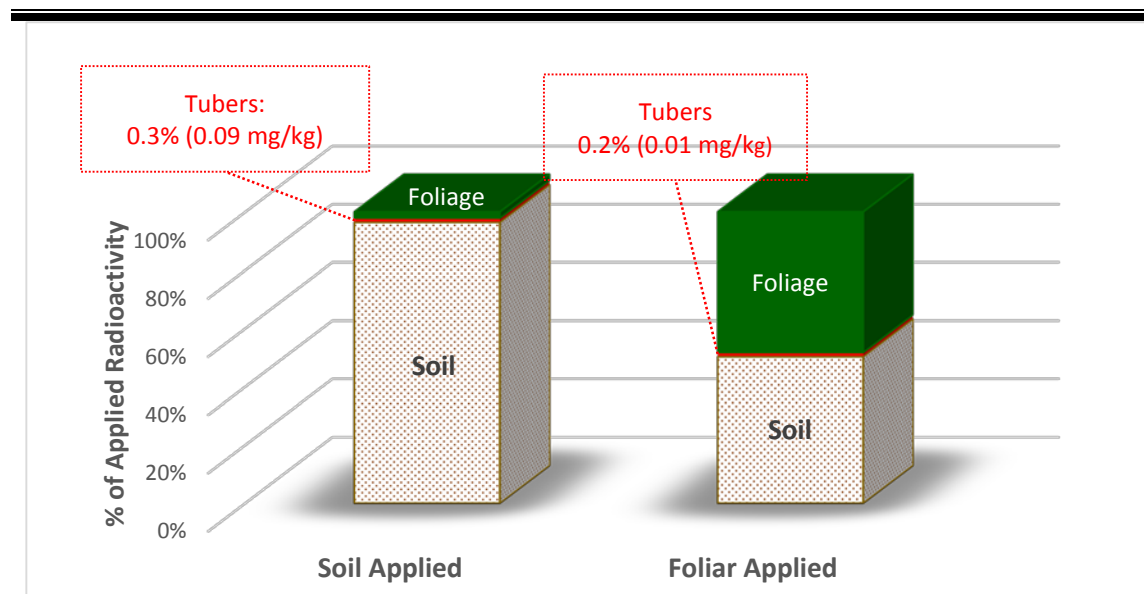 Tubers:
0.3% (0.09 mg/kg)
Tubers
0.2% (0.01 mg/kg)
% of Applied Radioactivity
100%
80%
60%
40%
20%
0%
Foliage
Soil
Foliage
Soil
Soil Applied
Foliar Applied